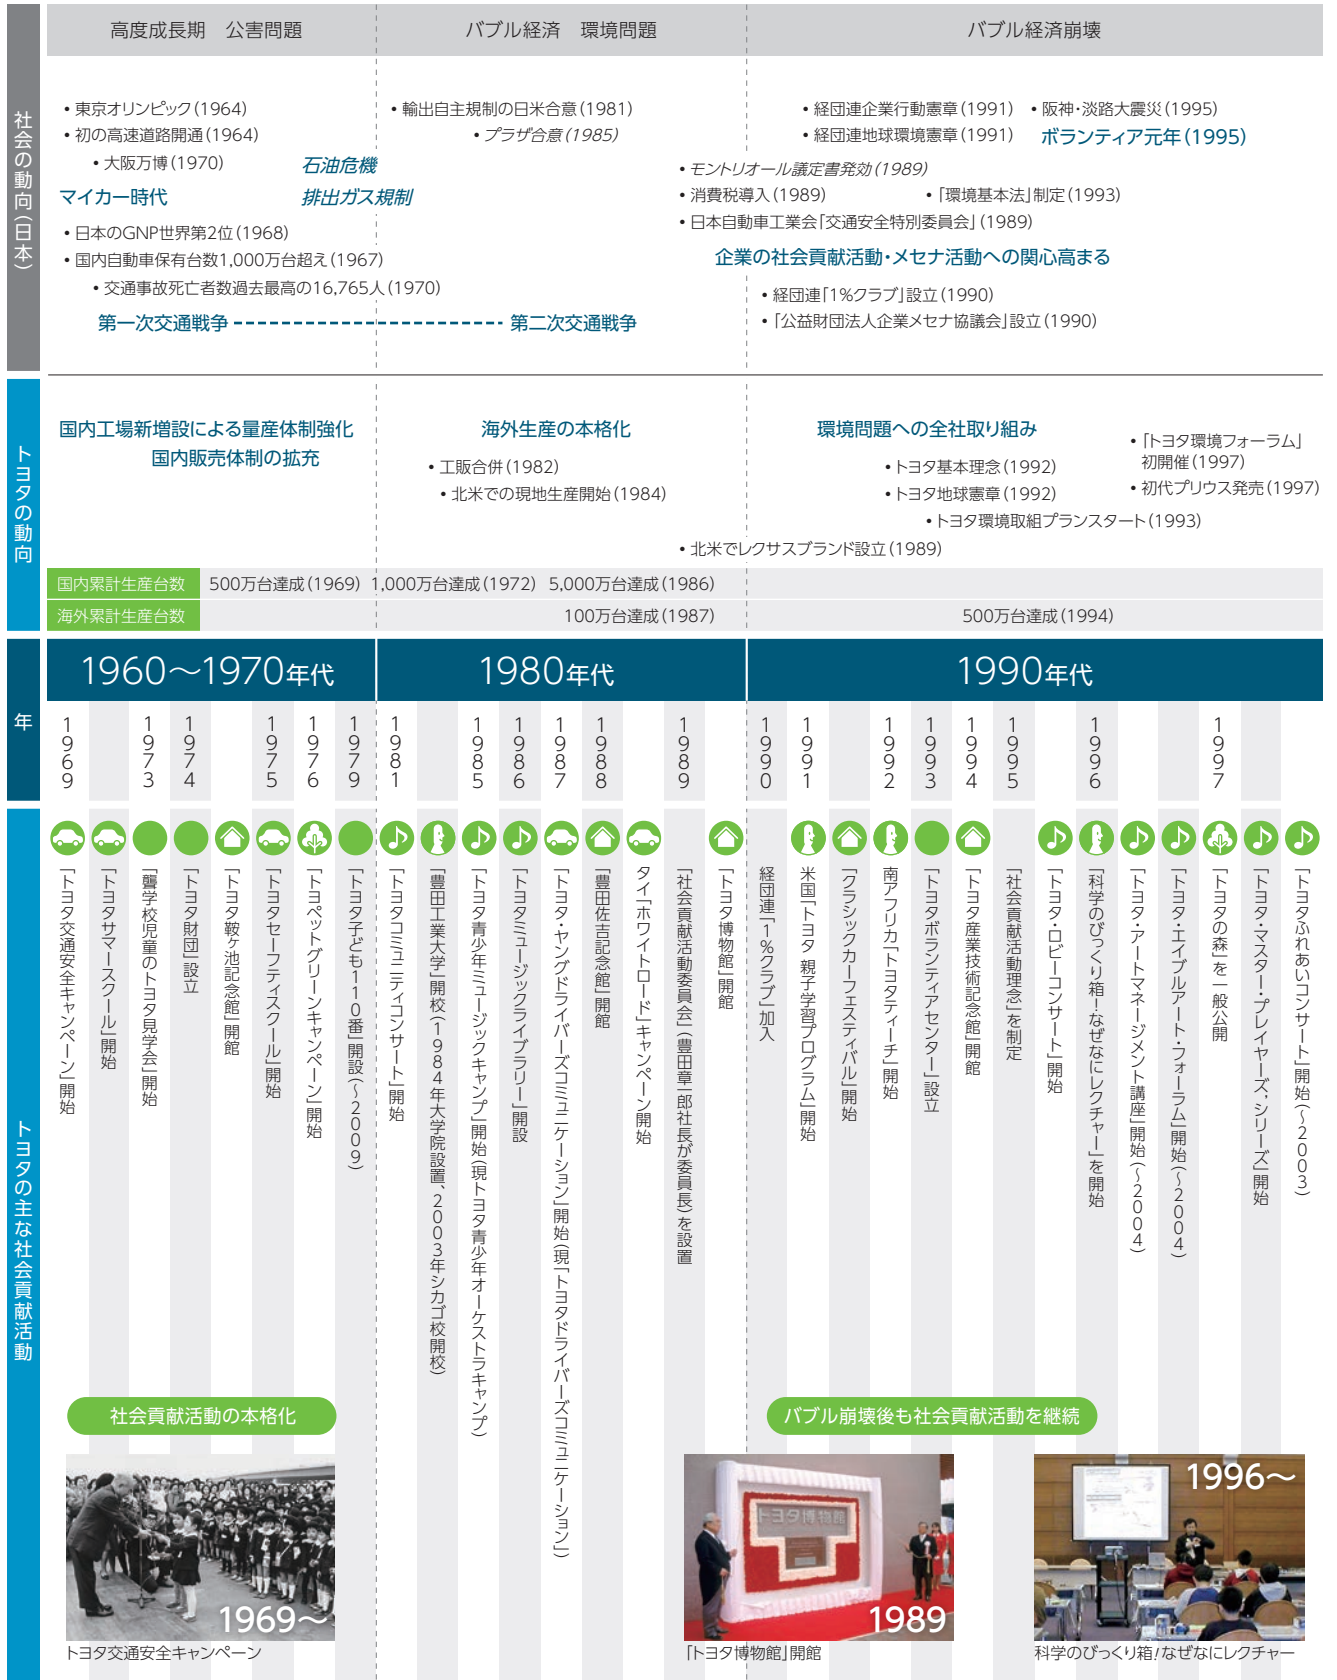 高度成長期　公害問題
バブル経済　環境問題
バブル経済崩壊
社会の動向(日本)
• 東京オリンピック(1964)
• 初の高速道路開通(1964)
• 大阪万博(1970)
石油危機
マイカー時代
排出ガス規制
• 日本のGNP世界第2位(1968)
• 国内自動車保有台数1,000万台超え(1967)
• 交通事故死亡者数過去最高の16,765人(1970)
第一次交通戦争
第二次交通戦争
• 輸出自主規制の日米合意(1981)
• プラザ合意(1985)
• 経団連企業行動憲章(1991)
• 阪神・淡路大震災(1995)
• 経団連地球環境憲章(1991)
ボランティア元年(1995)
• モントリオール議定書発効(1989)
• 消費税導入(1989)
• 「環境基本法」制定(1993)
• 日本自動車工業会「交通安全特別委員会」(1989)
企業の社会貢献活動・メセナ活動への関心高まる
• 経団連「1%クラブ」設立(1990)
• 「公益財団法人企業メセナ協議会」設立(1990)
トヨタの動向
国内工場新増設による量産体制強化
国内販売体制の拡充
海外生産の本格化
• 工販合併(1982)
• 北米での現地生産開始(1984)
環境問題への全社取り組み
• トヨタ基本理念(1992)
• トヨタ地球憲章(1992)
• トヨタ環境取組プランスタート(1993)
• 「トヨタ環境フォーラム」
初開催(1997)
• 初代プリウス発売(1997)
• 北米でレクサスブランド設立(1989)
国内累計生産台数
500万台達成(1969)
1,000万台達成(1972)
5,000万台達成(1986)
海外累計生産台数
100万台達成(1987)
500万台達成(1994)
年
1960～1970年代
1980年代
1990年代
1969
1973
1974
1975
1976
1979
1981
1985
1986
1987
1988
1989
1990
1991
1992
1993
1994
1995
1996
1997
トヨタの主な社会貢献活動
「トヨタ交通安全キャンペーン」開始
「トヨタサマースクール」開始
「聾学校児童のトヨタ見学会」開始
「トヨタ財団」設立
「トヨタ鞍ヶ池記念館」開館
「トヨタセーフティスクール」開始
「トヨペットグリーンキャンペーン」開始
「トヨタ子ども110番」開設(～2009)
「トヨタコミュニティコンサート」開始
「豊田工業大学」開校(1984年大学院設置、2003年シカゴ校開校)
「トヨタ青少年ミュージックキャンプ」開始(現トヨタ青少年オーケストラキャンプ)
「トヨタミュージックライブラリー」開設
「トヨタ・ヤングドライバーズコミュニケーション」開始(現「トヨタドライバーズコミュニケーション」)
「豊田佐吉記念館」開館
タイ「ホワイトロード」キャンペーン開始
「社会貢献活動委員会」(豊田章一郎社長が委員長)を設置
「トヨタ博物館」開館
経団連「1%クラブ」加入
米国「トヨタ 親子学習プログラム」開始
「クラシックカーフェスティバル」開始
南アフリカ「トヨタティーチ」開始
「トヨタボランティアセンター」設立
「トヨタ産業技術記念館」開館
「社会貢献活動理念」を制定
「トヨタ・ロビーコンサート」開始
「科学のびっくり箱!なぜなにレクチャー」を開始
「トヨタ・アートマネージメント講座」開始(～2004)
「トヨタ・エイブルアート・フォーラム」開始(～2004)
「トヨタの森」を一般公開
「トヨタ・マスター・プレイヤーズ,シリーズ」開始
「トヨタふれあいコンサート」開始(～2003)
社会貢献活動の本格化
バブル崩壊後も社会貢献活動を継続
1969～
トヨタ交通安全キャンペーン
トヨタ博物館
1989
「トヨタ博物館」開館
1996～
科学のびっくり箱!なぜなにレクチャー